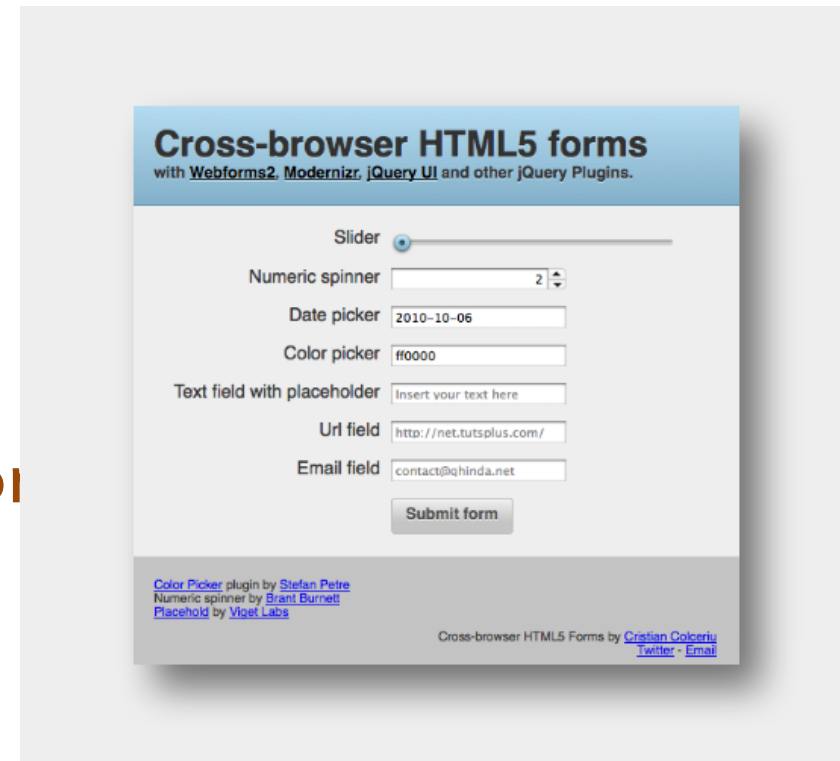 Cross-browser HTML5 forms
with Webforms2, Modernizr, jQuery UI and other jQuery Plugins.
Slider
Numeric spinner 2
Date picker 2010-10-06
Color picker ff0000
Text field with placeholder Insert your text here
Url field http://net.tutsplus.com/
Email field contact@qhinda.net
Submit form
Color Picker plugin by Stefan Petre
Numeric spinner by Brant Burnett
Placehold by Viget Labs
Cross-browser HTML5 Forms by Cristian Colceriu
Twitter - Email